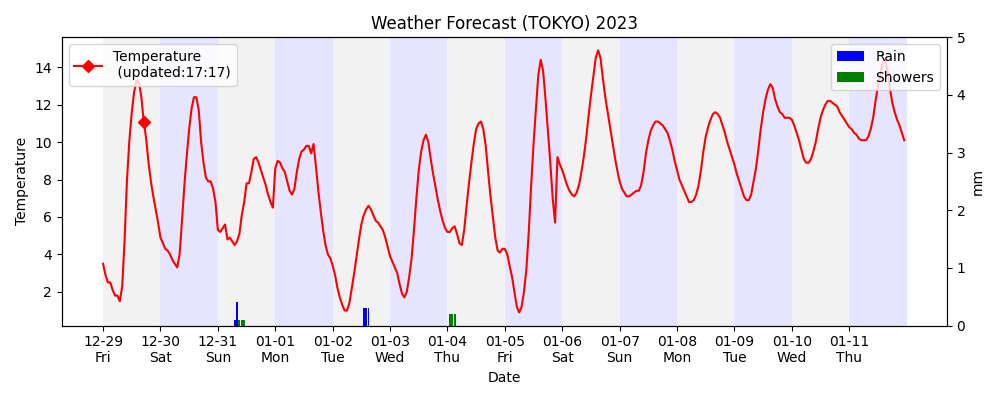 Weather Forecast (TOKYO) 2023
Temperature
(updated:17:17)
Rain
Showers
Temperature
14
12
10
8
6
4
2
5
4
3
2
1
0
mm
12-29 12-30 12-31 01-01 01-02 01-03 01-04 01-05 01-06 01-07 01-08 01-09 01-10 01-11
Fri Sat Sun Mon Tue Wed Thu Fri Sat Sun Mon Tue Wed Thu
Date